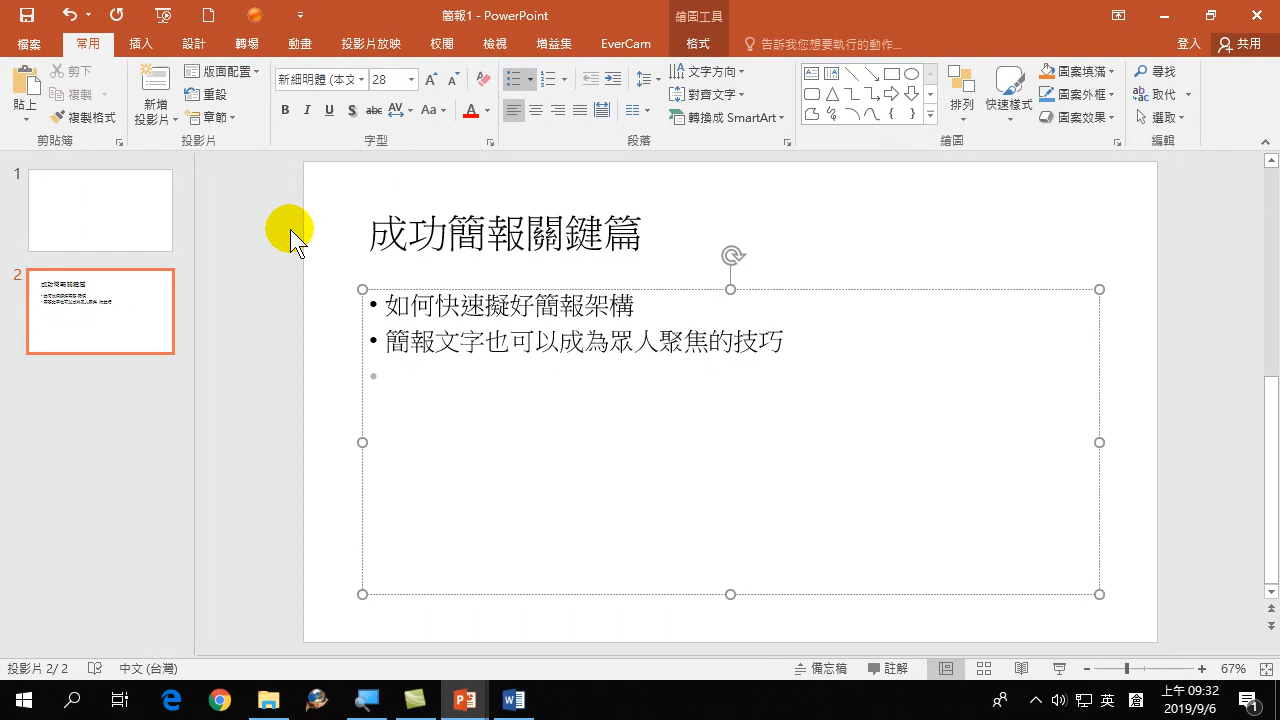 簡報1 - PowerPoint
繪圖工具
檔案 常用 插入 設計 轉場 動畫 投影片放映 校閱 檢視 增益集 EverCam 格式 告訴我您想要執行的動作... 登入 共用
貼上 剪下 複製 複製格式
剪貼簿
新增投影片 版面配置 重設 章節
投影片
新細明體 (本文 28
B I U S abc AV Aa A
字型
文字方向
對齊文字
轉換成 SmartArt
段落
排列 快速樣式 圖案填滿 圖案外框 圖案效果
繪圖
尋找
取代
選取
編輯
1
2
成功簡報關鍵篇
• 如何快速擬好簡報架構
• 簡報文字也可以成為眾人聚焦的技巧
投影片 2/ 2 中文 (台灣) 備忘稿 註解 67%
英
上午 09:32
2019/9/6
1